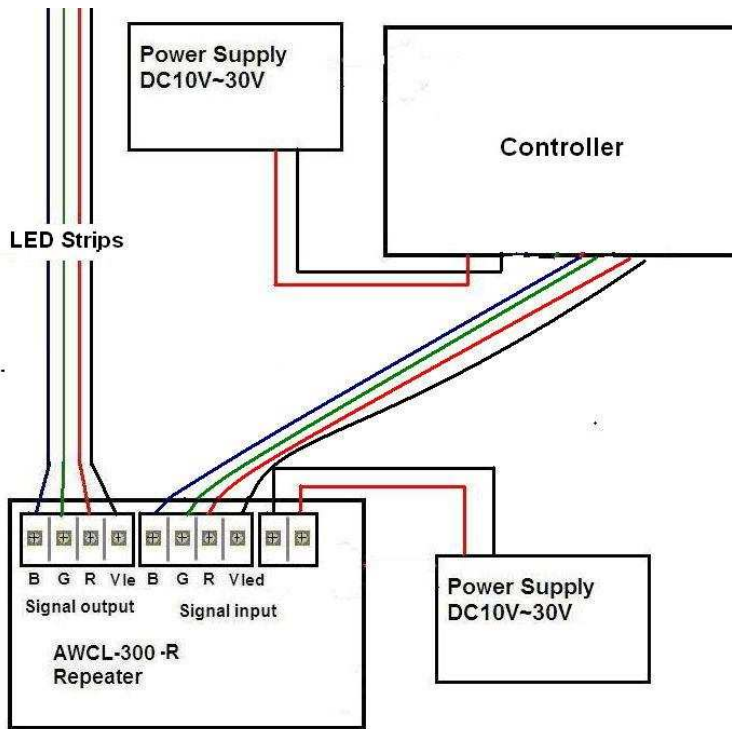 Power Supply
DC10V~30V
Controller
LED Strips
B G R Vle
B G R Vled
Signal output
Signal input
Power Supply
DC10V~30V
AWCL-300 -R
Repeater